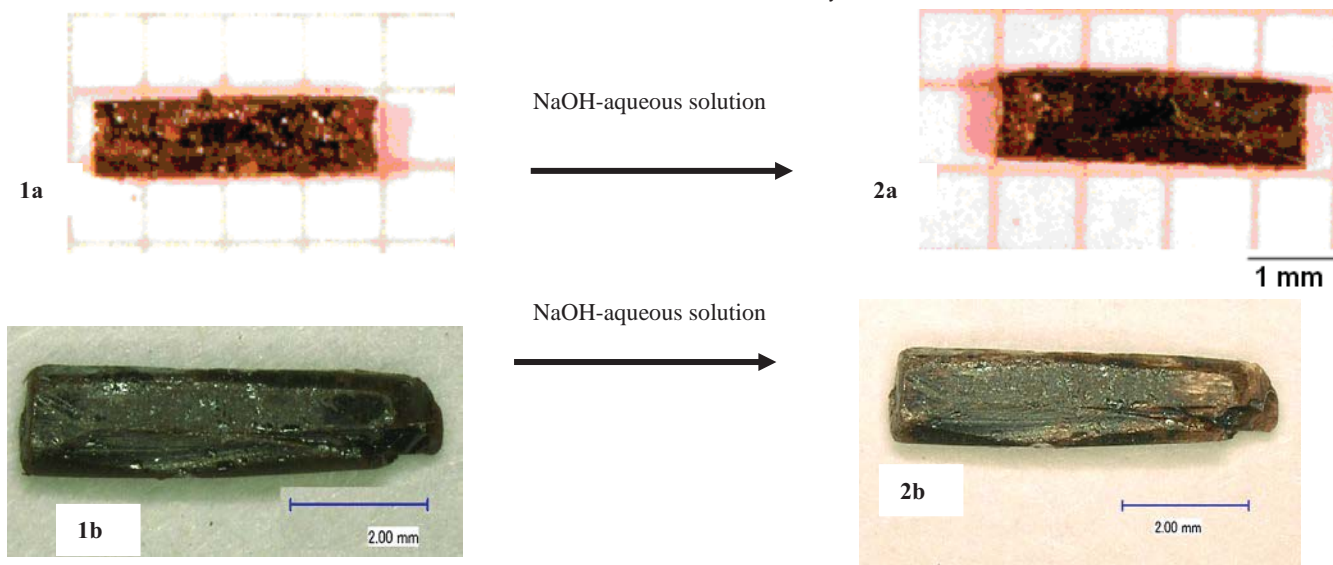 NaOH-aqueous solution
1a
2a
1 mm
NaOH-aqueous solution
2.00 mm
1b
2b
2.00 mm